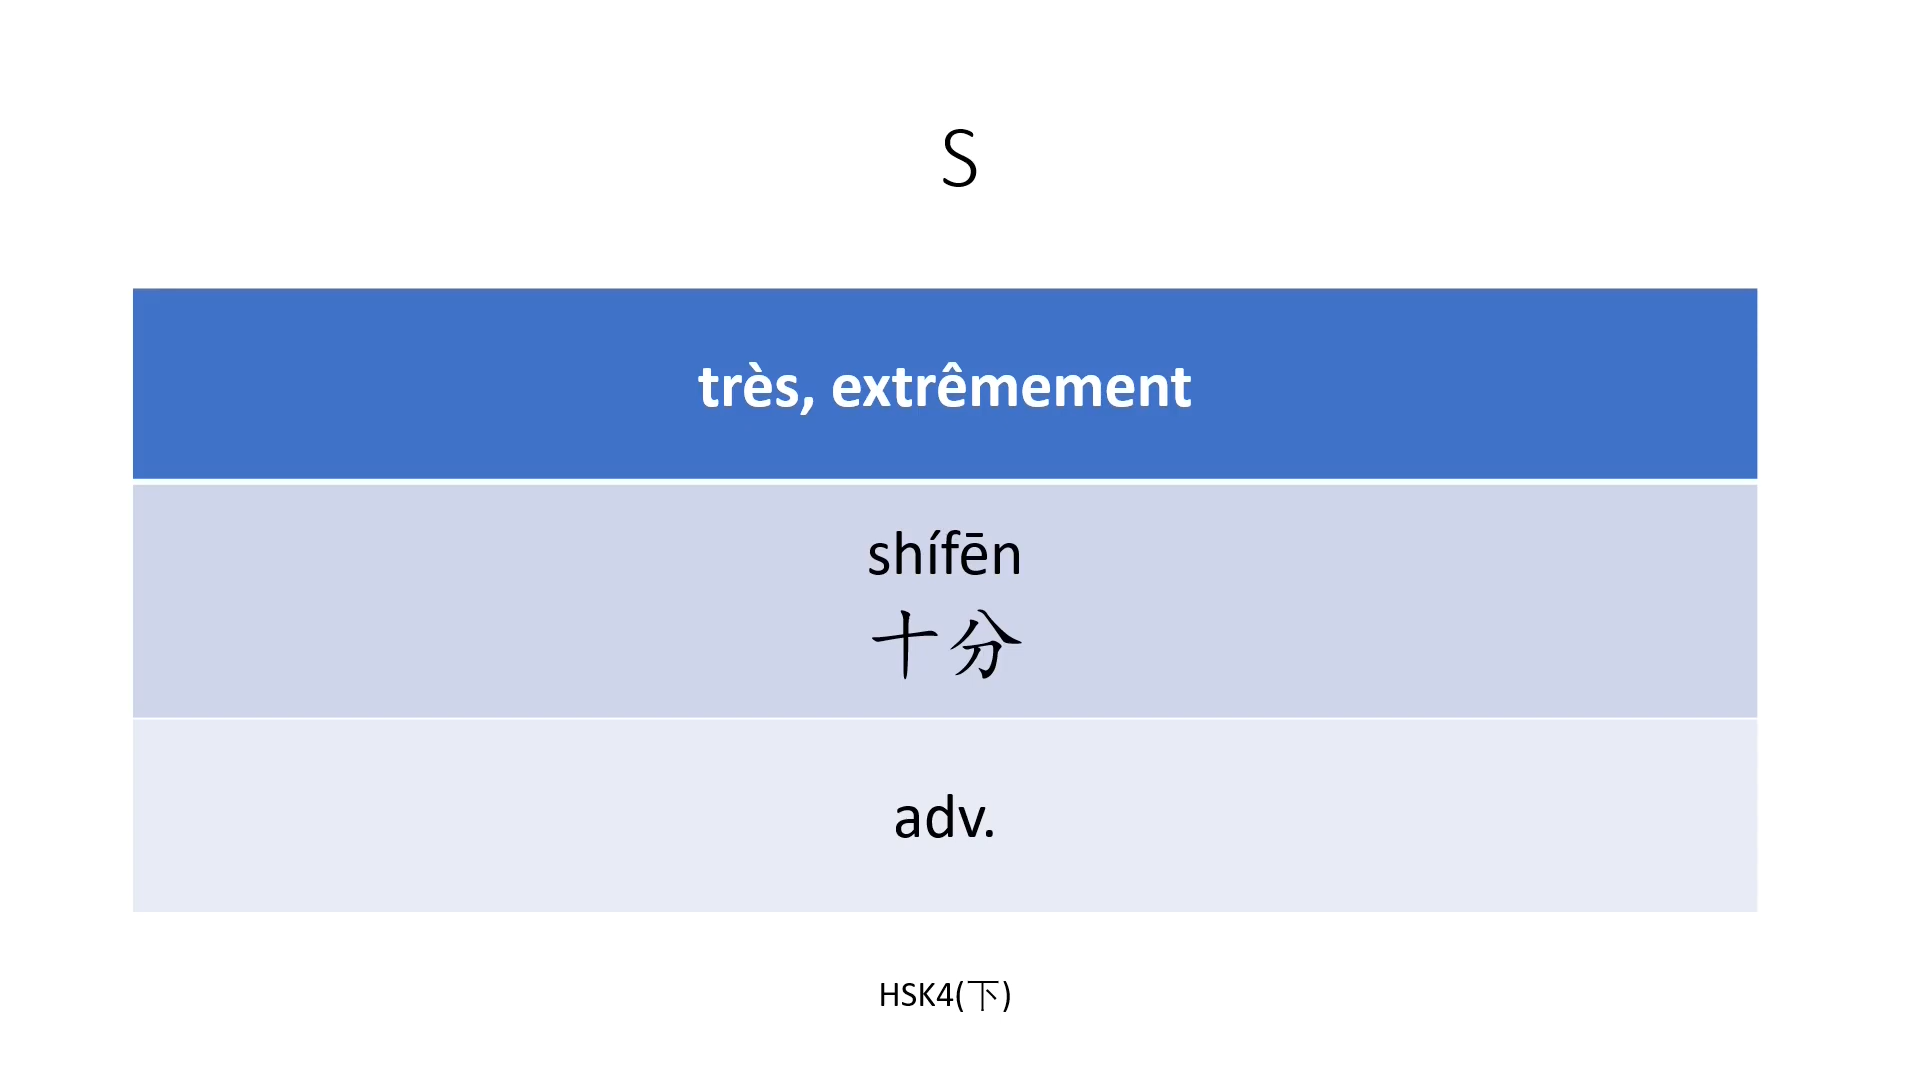 S
très, extrêmement
shífēn
十分
adv.
HSK4(下)